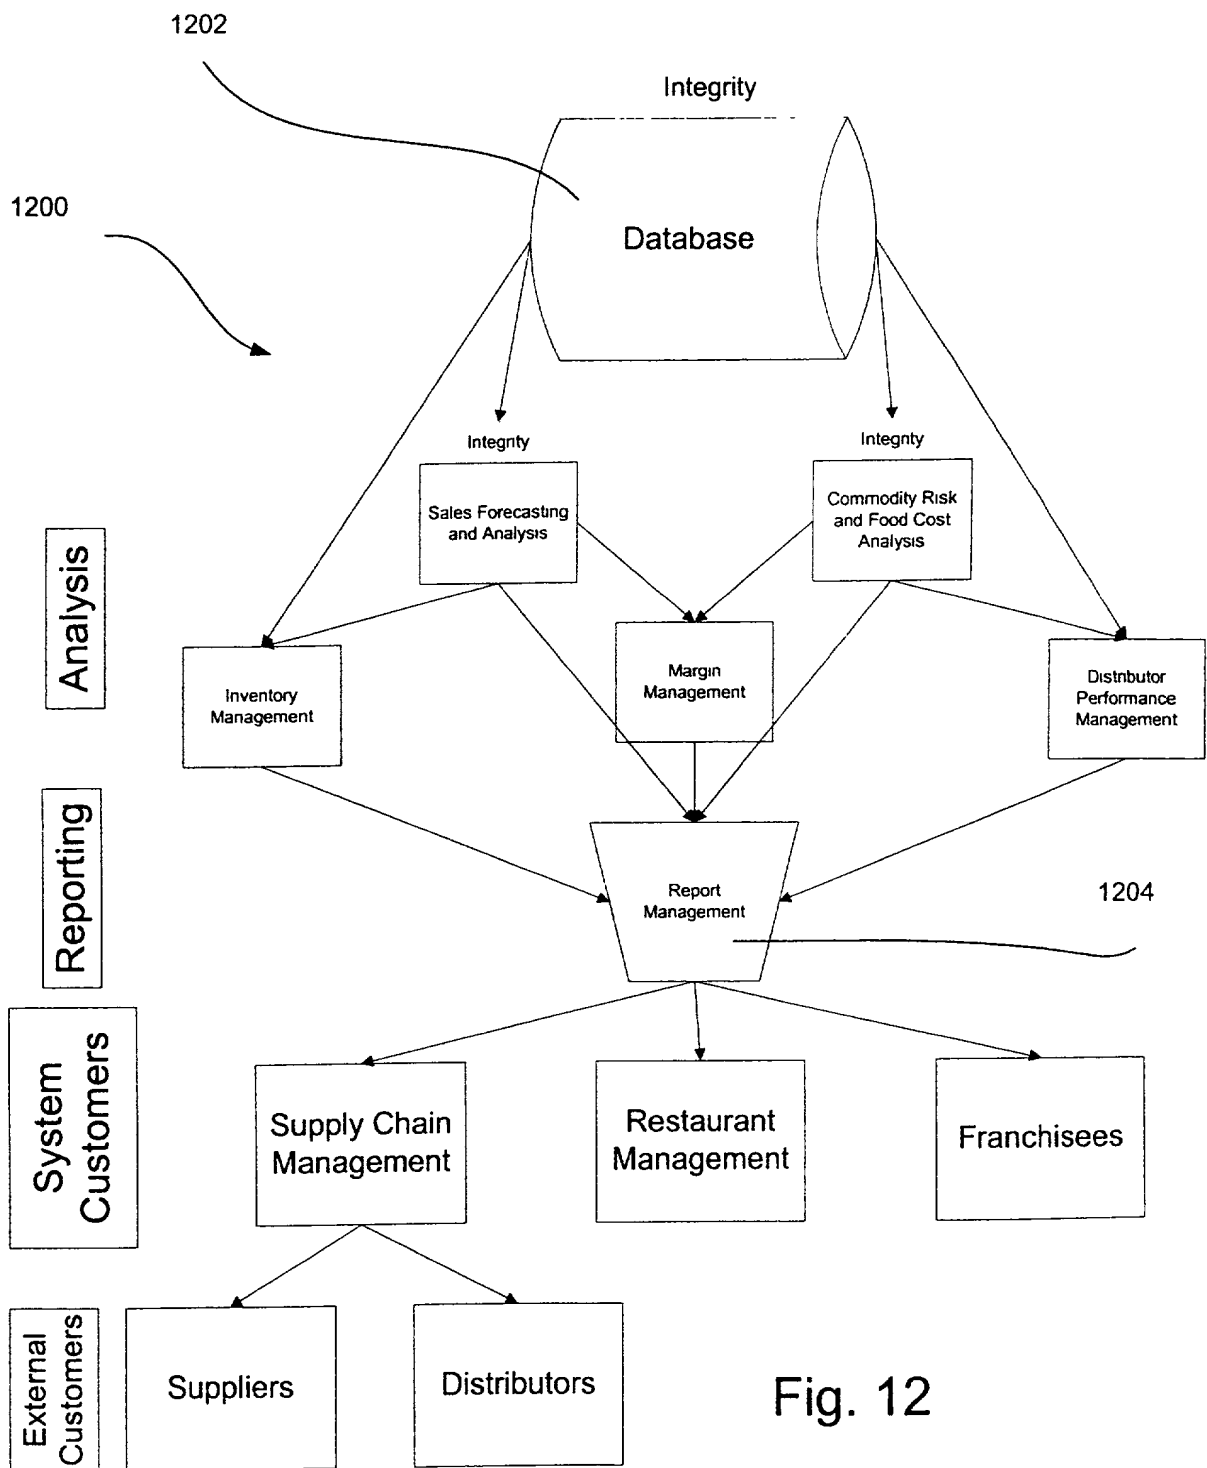 1202
Integrity
1200
Database
Integrity
Integrity
Sales Forecasting
and Analysis
Commodity Risk
and Food Cost
Analysis
Analysis
Inventory
Management
Margin
Management
Distributor
Performance
Management
Reporting
Report
Management
1204
System
Customers
Supply Chain
Management
Restaurant
Management
Franchisees
External
Customers
Suppliers
Distributors
Fig. 12